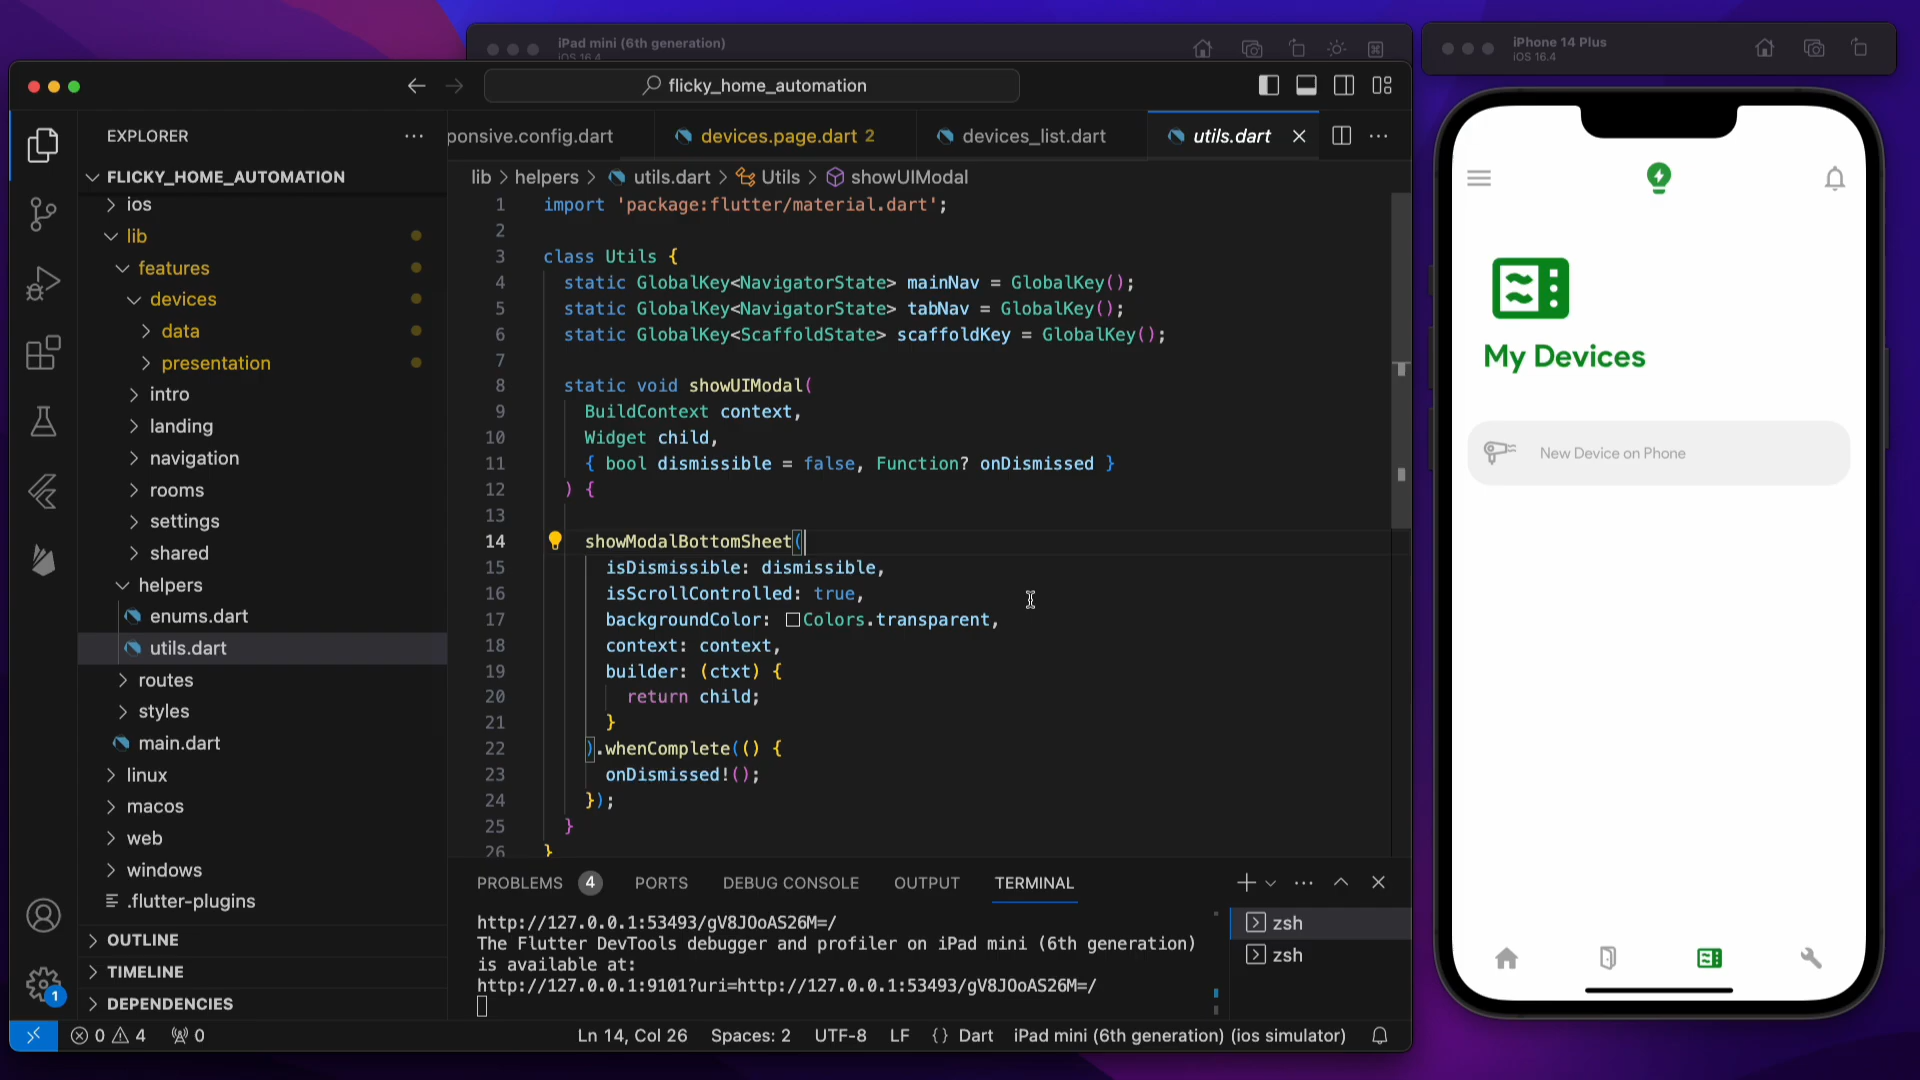 iPad mini (6th generation)
iOS 16.4
iPhone 14 Plus
iOS 16.4
flicky_home_automation
EXPLORER
FLICKY_HOME_AUTOMATION
ios
lib
features
devices
data
presentation
intro
landing
navigation
rooms
settings
shared
helpers
enums.dart
utils.dart
routes
styles
main.dart
linux
macos
web
windows
.flutter-plugins
OUTLINE
TIMELINE
DEPENDENCIES
ponsive.config.dart
devices.page.dart 2
devices_list.dart
utils.dart
lib > helpers > utils.dart > Utils > showUIModal
1 import 'package:flutter/material.dart';
2
3 class Utils {
4 static GlobalKey<NavigatorState> mainNav = GlobalKey();
5 static GlobalKey<NavigatorState> tabNav = GlobalKey();
6 static GlobalKey<ScaffoldState> scaffoldKey = GlobalKey();
7
8 static void showUIModal(
9 BuildContext context,
10 Widget child,
11 { bool dismissible = false, Function? onDismissed }
12 ) {
13
14 showModalBottomSheet(
15 isDismissible: dismissible,
16 isScrollControlled: true,
17 backgroundColor: Colors.transparent,
18 context: context,
19 builder: (ctxt) {
20 return child;
21 }
22 ).whenComplete(() {
23 onDismissed!();
24 });
25 }
26 }
PROBLEMS 4 PORTS DEBUG CONSOLE OUTPUT TERMINAL
http://127.0.0.1:53493/gV8JOoAS26M=/
The Flutter DevTools debugger and profiler on iPad mini (6th generation)
is available at:
http://127.0.0.1:9101?uri=http://127.0.0.1:53493/gV8JOoAS26M=/
zsh
zsh
1
0 4 0
Ln 14, Col 26 Spaces: 2 UTF-8 LF {} Dart iPad mini (6th generation) (ios simulator)
My Devices
New Device on Phone